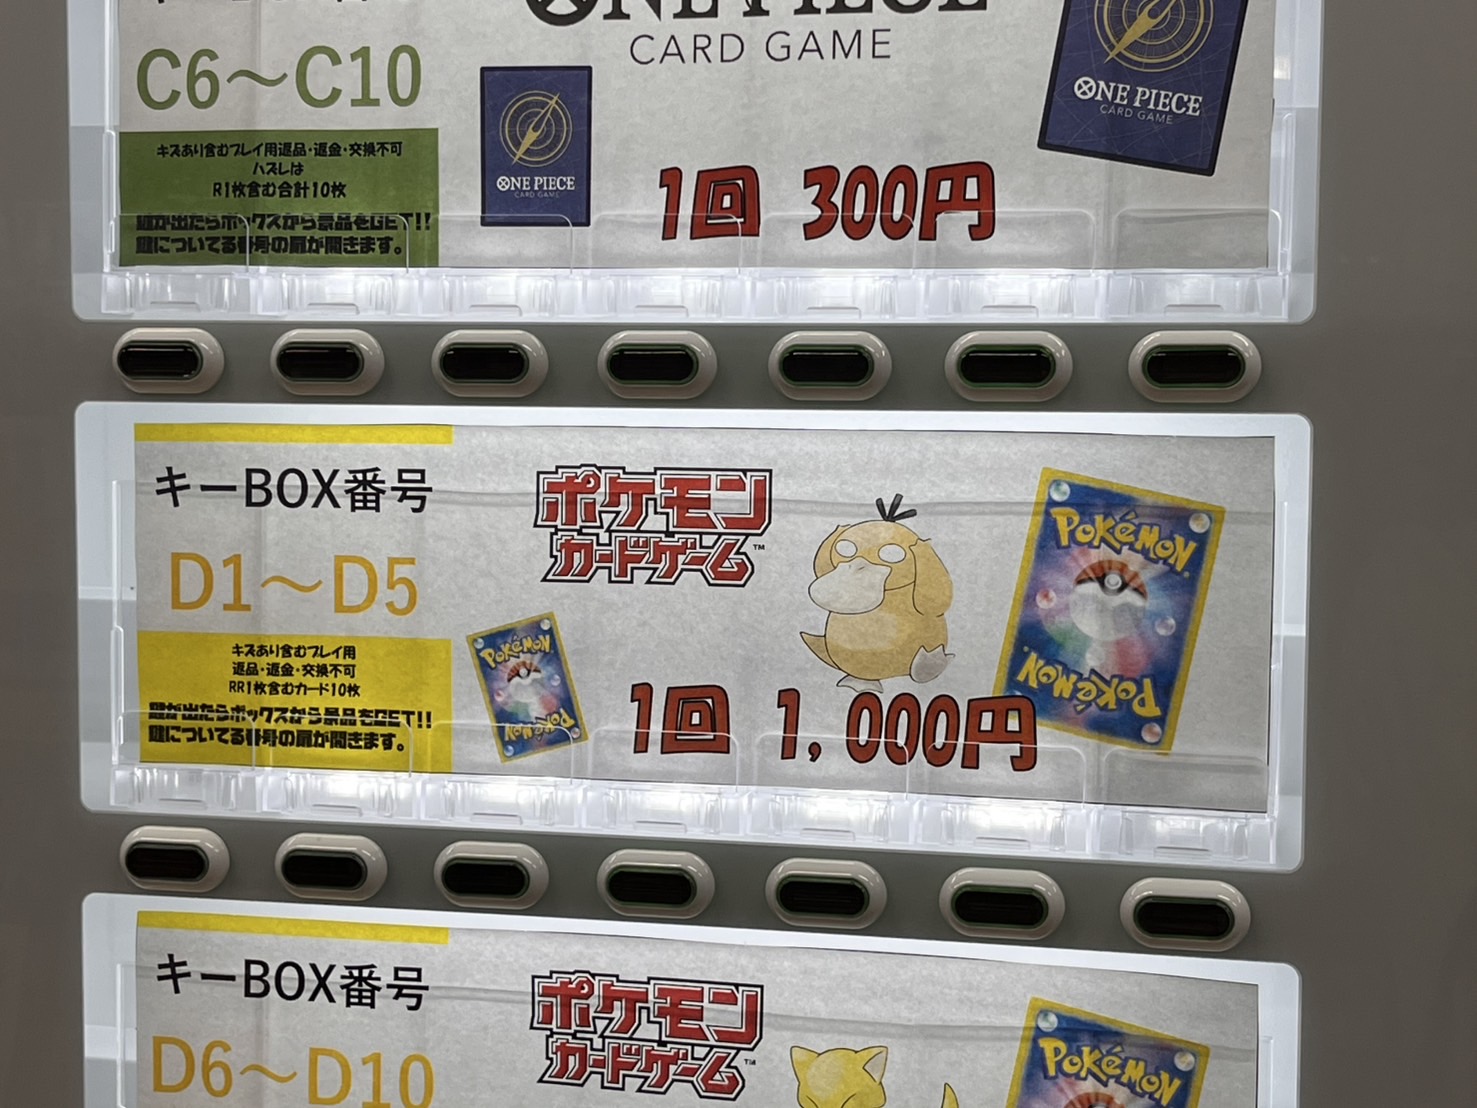 C6～C10
キズあり含むプレイ用返品・返金・交換不可
ハズレは
R1枚含む合計10枚
鍵が出たらボックスから景品をGET!!
鍵についてる番号の扉が開きます。
ONE PIECE
CARD GAME
ONE PIECE
CARD GAME
ONE PIECE
CARD GAME
1回 300円
キーBOX番号
D1～D5
キズあり含むプレイ用
返品・返金・交換不可
RR1枚含むカード10枚
鍵が出たらボックスから景品をGET!!
鍵についてる番号の扉が開きます。
ポケモン
カードゲーム™
POKéMON
POKéMON
POKéMON
POKéMON
1回 1,000円
キーBOX番号
D6～D10
ポケモン
カードゲーム™
POKéMON